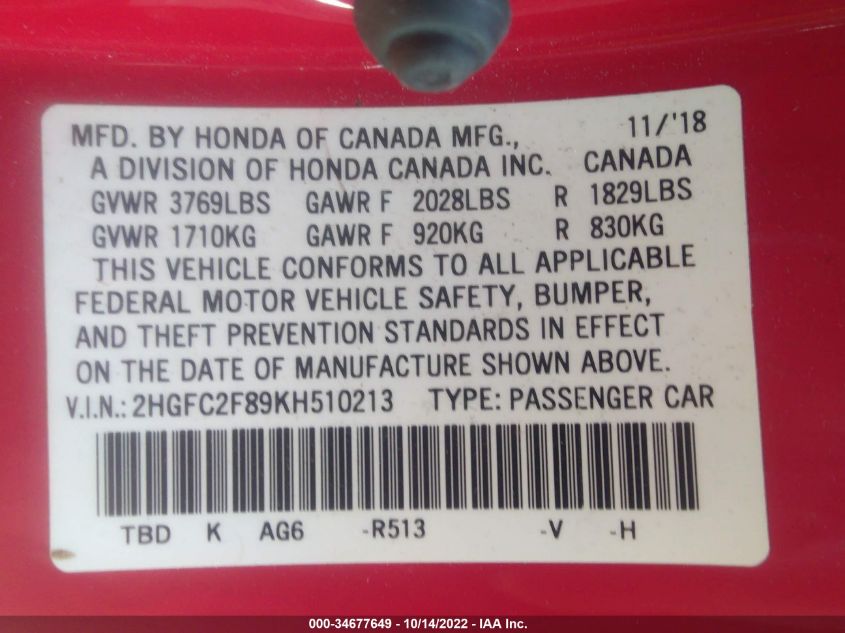 MFD. BY HONDA OF CANADA MFG., 11/'18
A DIVISION OF HONDA CANADA INC. CANADA
GVWR 3769LBS GAWR F 2028LBS R 1829LBS
GVWR 1710KG GAWR F 920KG R 830KG
THIS VEHICLE CONFORMS TO ALL APPLICABLE
FEDERAL MOTOR VEHICLE SAFETY, BUMPER,
AND THEFT PREVENTION STANDARDS IN EFFECT
ON THE DATE OF MANUFACTURE SHOWN ABOVE.
V.I.N.: 2HGFC2F89KH510213 TYPE: PASSENGER CAR
TBD K AG6 -R513 -V -H
000-34677649 - 10/14/2022 - IAA Inc.